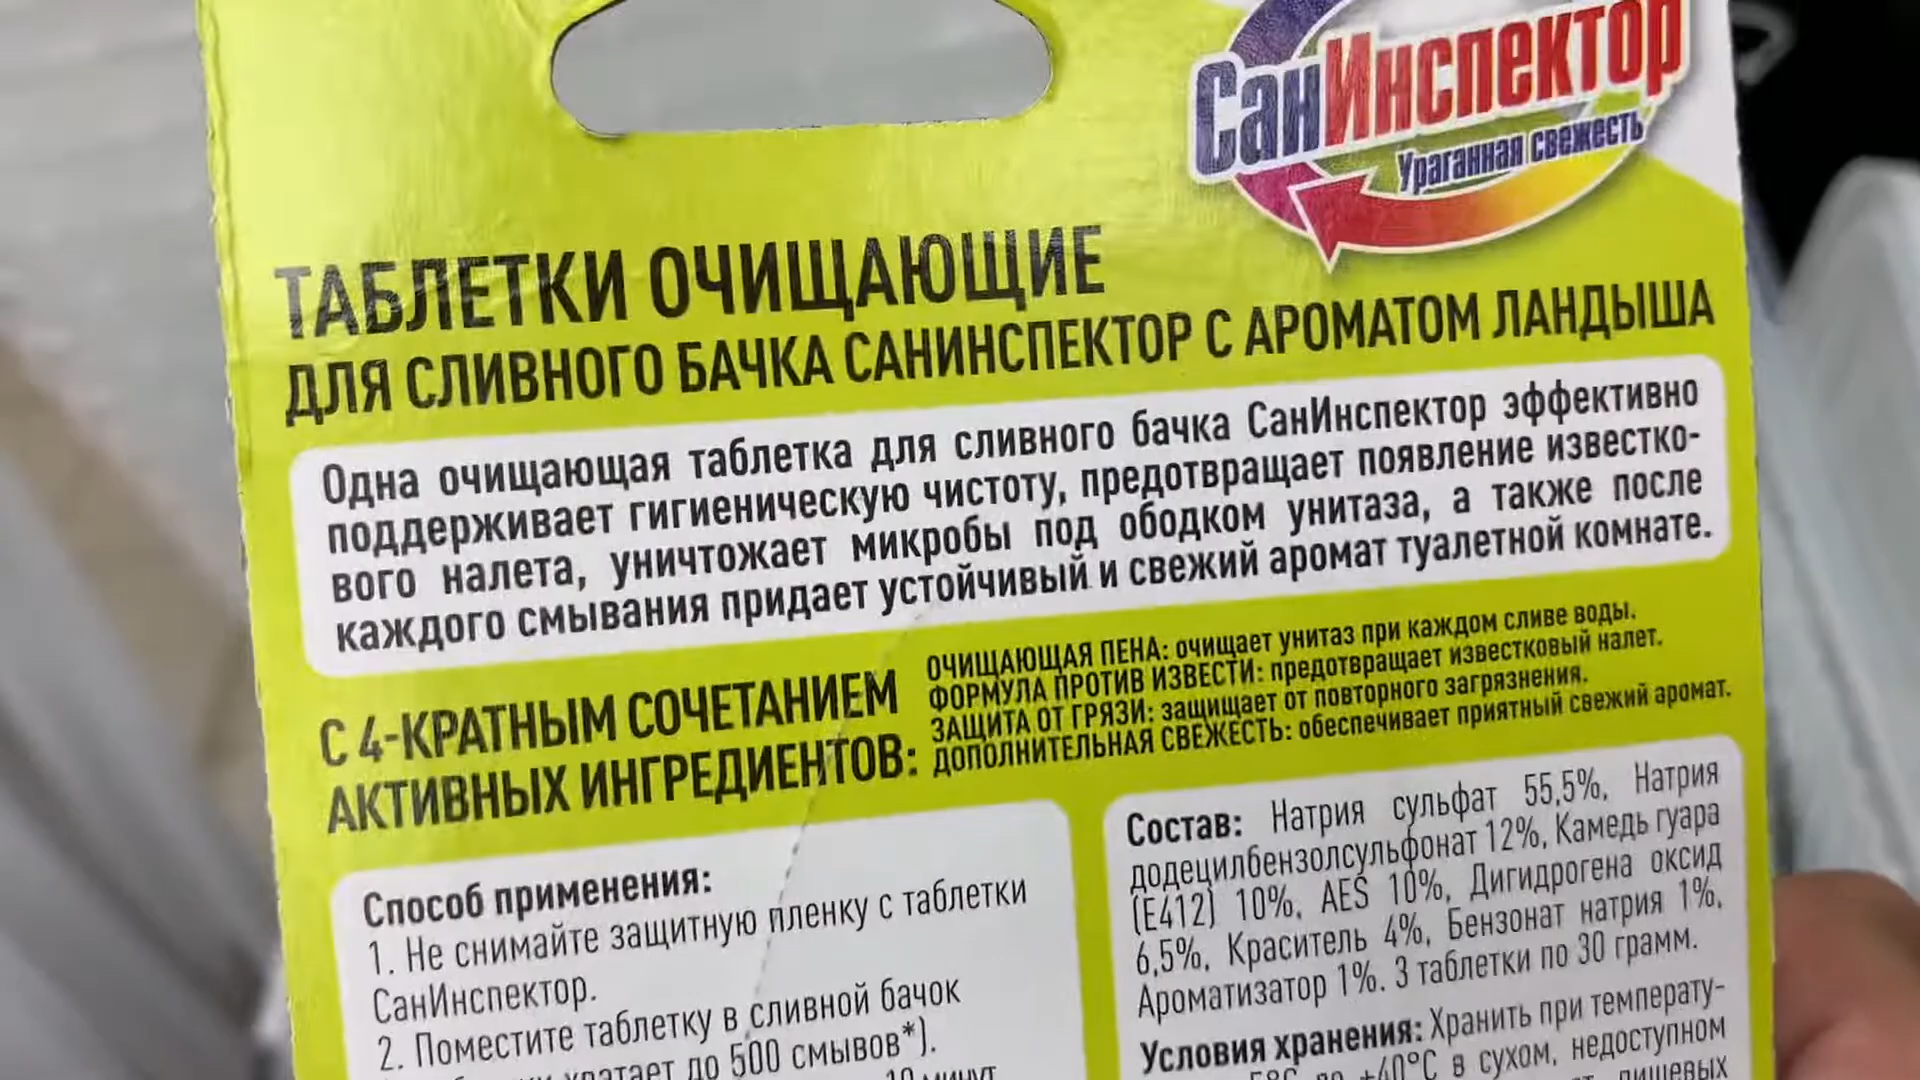 СанИнспектор
Ураганная свежесть
ТАБЛЕТКИ ОЧИЩАЮЩИЕ
ДЛЯ СЛИВНОГО БАЧКА САНИНСПЕКТОР С АРОМАТОМ ЛАНДЫША
Одна очищающая таблетка для сливного бачка СанИнспектор эффективно
поддерживает гигиеническую чистоту, предотвращает появление известко-
вого налета, уничтожает микробы под ободком унитаза, а также после
каждого смывания придает устойчивый и свежий аромат туалетной комнате.
С 4-КРАТНЫМ СОЧЕТАНИЕМ
АКТИВНЫХ ИНГРЕДИЕНТОВ:
ОЧИЩАЮЩАЯ ПЕНА: очищает унитаз при каждом сливе воды.
ФОРМУЛА ПРОТИВ ИЗВЕСТИ: предотвращает известковый налет.
ЗАЩИТА ОТ ГРЯЗИ: защищает от повторного загрязнения.
ДОПОЛНИТЕЛЬНАЯ СВЕЖЕСТЬ: обеспечивает приятный свежий аромат.
Способ применения:
1. Не снимайте защитную пленку с таблетки
СанИнспектор.
2. Поместите таблетку в сливной бачок
хватает до 500 смывов*).
10 минут
Состав: Натрия сульфат 55,5%, Натрия
додецилбензолсульфонат 12%, Камедь гуара
(Е412) 10%, AES 10%, Дигидрогена оксид
6,5%, Краситель 4%, Бензонат натрия 1%,
Ароматизатор 1%. 3 таблетки по 30 грамм.
Условия хранения: Хранить при температу-
до +40°С в сухом, недоступном
пищевых